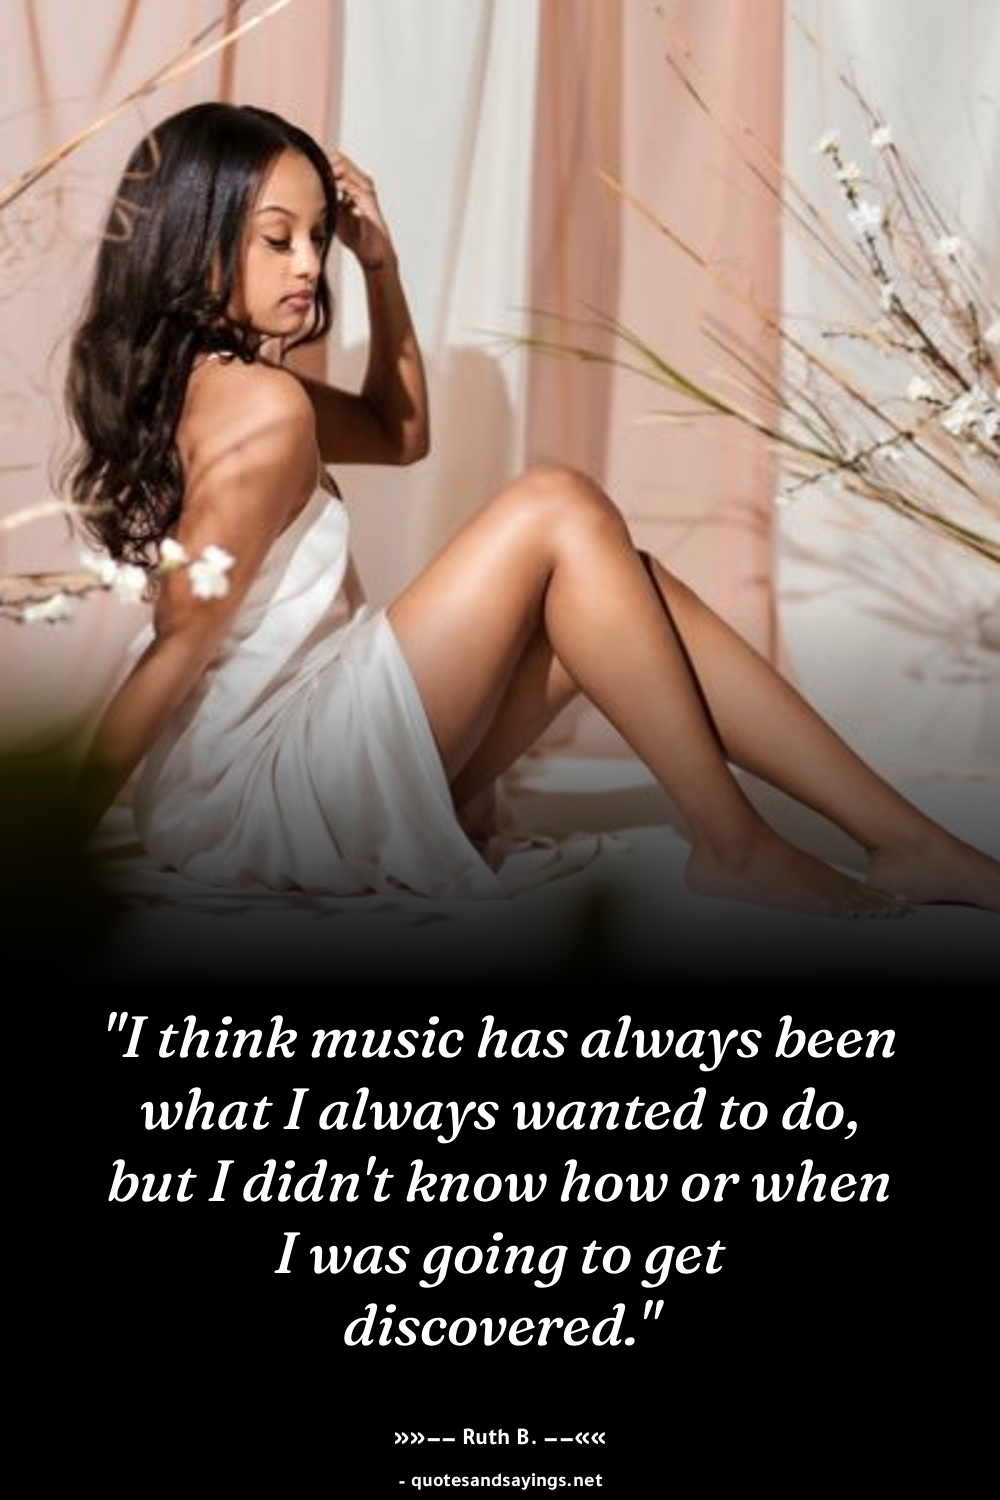 "I think music has always been
what I always wanted to do,
but I didn't know how or when
I was going to get
discovered."
»»–– Ruth B. ––««
- quotesandsayings.net